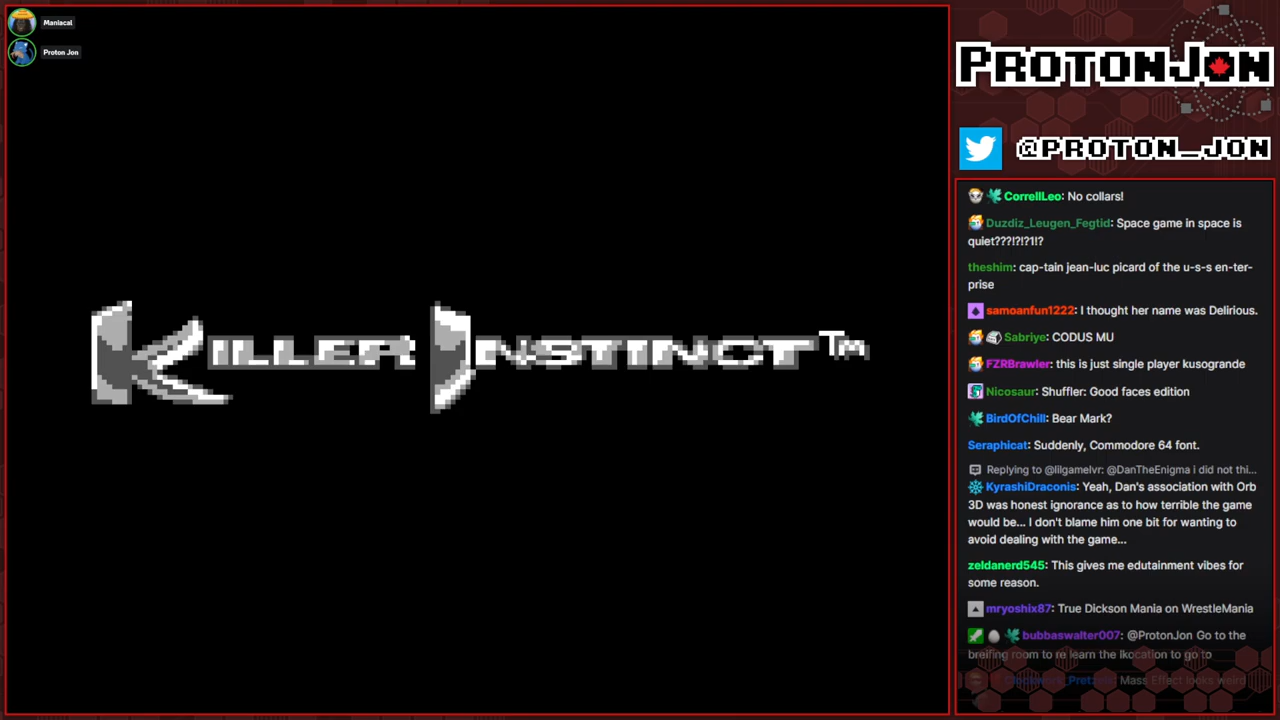 Maniacal
Proton Jon
KILLER INSTINCT™
PROTONJON
@PROTON_JON
CorrellLeo: No collars!
Duzdiz_Leugen_Fegtid: Space game in space is
quiet???!?!?1!?
theshim: cap-tain jean-luc picard of the u-s-s en-ter-
prise
samoanfun1222: I thought her name was Delirious.
Sabriye: CODUS MU
FZRBrawler: this is just single player kusogrande
Nicosaur: Shuffler: Good faces edition
BirdOfChill: Bear Mark?
Seraphicat: Suddenly, Commodore 64 font.
Replying to @lilgamelvr: @DanTheEnigma i did not thi...
KyrashiDraconis: Yeah, Dan's association with Orb
3D was honest ignorance as to how terrible the game
would be... I don't blame him one bit for wanting to
avoid dealing with the game...
zeldanerd545: This gives me edutainment vibes for
some reason.
mryoshix87: True Dickson Mania on WrestleMania
bubbaswalter007: @ProtonJon Go to the
breifing room to re learn the lkocation to go to
Mass Effect looks weird